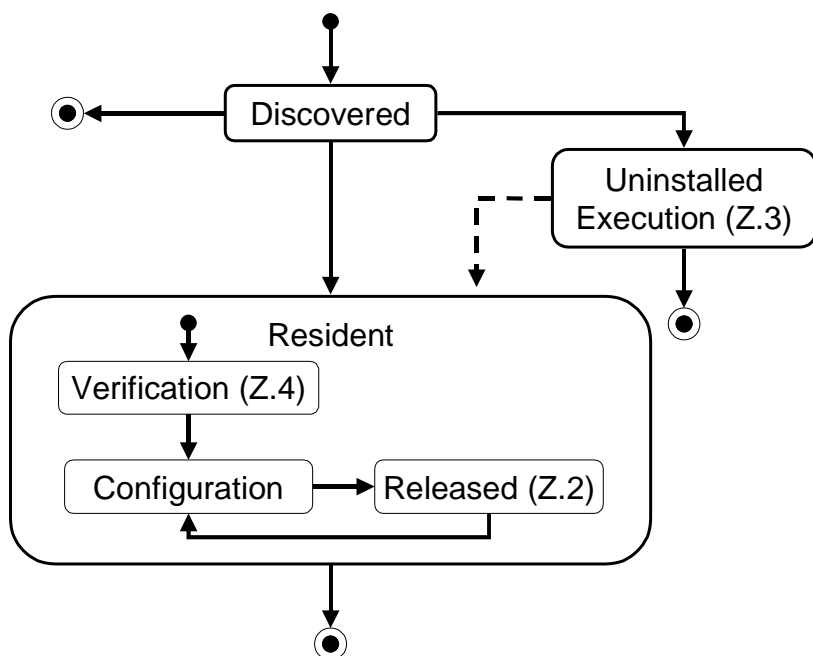 Discovered
Uninstalled
Execution (Z.3)
Resident
Verification (Z.4)
Configuration
Released (Z.2)